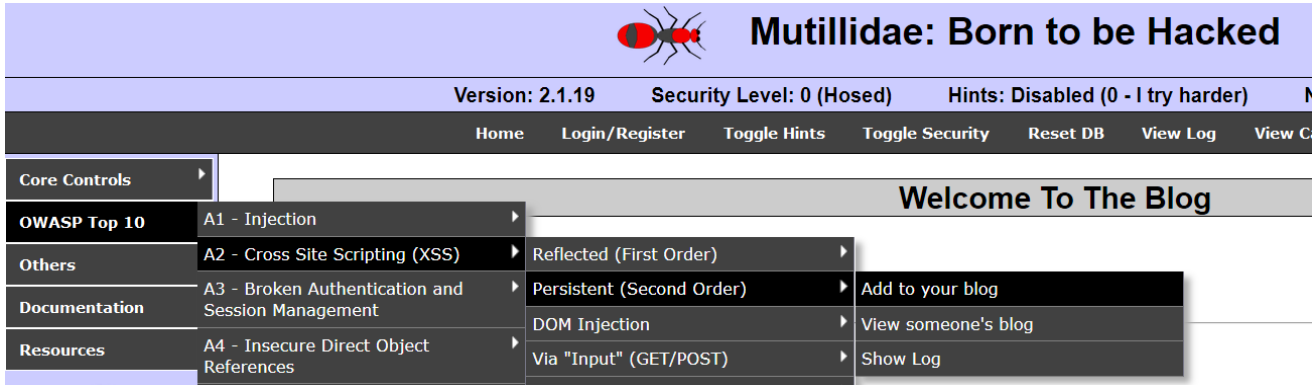 Mutillidae: Born to be Hacked
Version: 2.1.19 Security Level: 0 (Hosed) Hints: Disabled (0 - I try harder)
Home Login/Register Toggle Hints Toggle Security Reset DB View Log View
Core Controls
OWASP Top 10
Others
Documentation
Resources
Welcome To The Blog
A1 - Injection
A2 - Cross Site Scripting (XSS)
A3 - Broken Authentication and
Session Management
A4 - Insecure Direct Object
References
Reflected (First Order)
Persistent (Second Order)
DOM Injection
Via "Input" (GET/POST)
Add to your blog
View someone's blog
Show Log